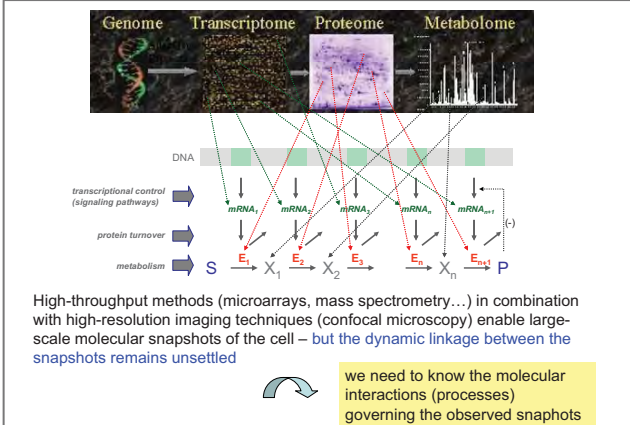 Genome Transcriptome Proteome Metabolome
DNA
transcriptional control
(signaling pathways)
mRNA1 mRNA2 mRNA3 mRNAn mRNAn+1
(-)
protein turnover
E1 E2 E3 En En+1
metabolism
S X1 X2 Xn P
High-throughput methods (microarrays, mass spectrometry…) in combination
with high-resolution imaging techniques (confocal microscopy) enable large-
scale molecular snapshots of the cell – but the dynamic linkage between the
snapshots remains unsettled
we need to know the molecular
interactions (processes)
governing the observed snaphots